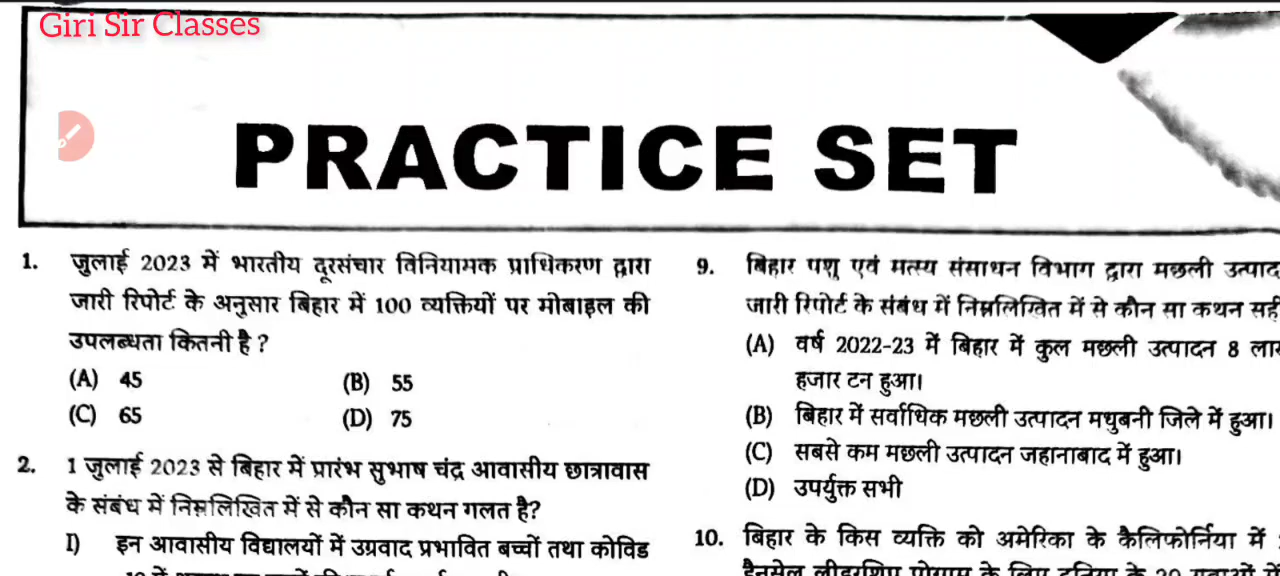 Giri Sir Classes
PRACTICE SET
1. जुलाई 2023 में भारतीय दूरसंचार विनियामक प्राधिकरण द्वारा
जारी रिपोर्ट के अनुसार बिहार में 100 व्यक्तियों पर मोबाइल की
उपलब्धता कितनी है ?
(A) 45 (B) 55
(C) 65 (D) 75
2. 1 जुलाई 2023 से बिहार में प्रारंभ सुभाष चंद्र आवासीय छात्रावास
के संबंध में निम्नलिखित में से कौन सा कथन गलत है?
I) इन आवासीय विद्यालयों में उग्रवाद प्रभावित बच्चों तथा कोविड
9. बिहार पशु एवं मत्स्य संसाधन विभाग द्वारा मछली उत्पाद
जारी रिपोर्ट के संबंध में निम्नलिखित में से कौन सा कथन सही
(A) वर्ष 2022-23 में बिहार में कुल मछली उत्पादन 8
हजार टन हुआ।
(B) बिहार में सर्वाधिक मछली उत्पादन मधुबनी जिले में हुआ।
(C) सबसे कम मछली उत्पादन जहानाबाद में हुआ।
(D) उपर्युक्त सभी
10. बिहार के किस व्यक्ति को अमेरिका के कैलिफोर्निया में